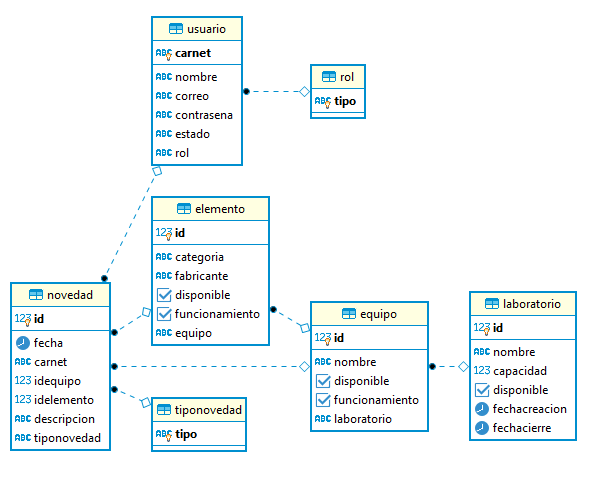 usuario
ABC carnet
ABC nombre
ABC correo
ABC contrasena
ABC estado
ABC rol
rol
ABC tipo
elemento
123 id
ABC categoria
ABC fabricante
disponible
funcionamiento
ABC equipo
novedad
123 id
fecha
ABC carnet
123 idequipo
123 idelemento
ABC descripcion
ABC tiponovedad
tiponovedad
ABC tipo
equipo
123 id
ABC nombre
disponible
funcionamiento
ABC laboratorio
laboratorio
123 id
ABC nombre
123 capacidad
disponible
fechacreacion
fechacierre